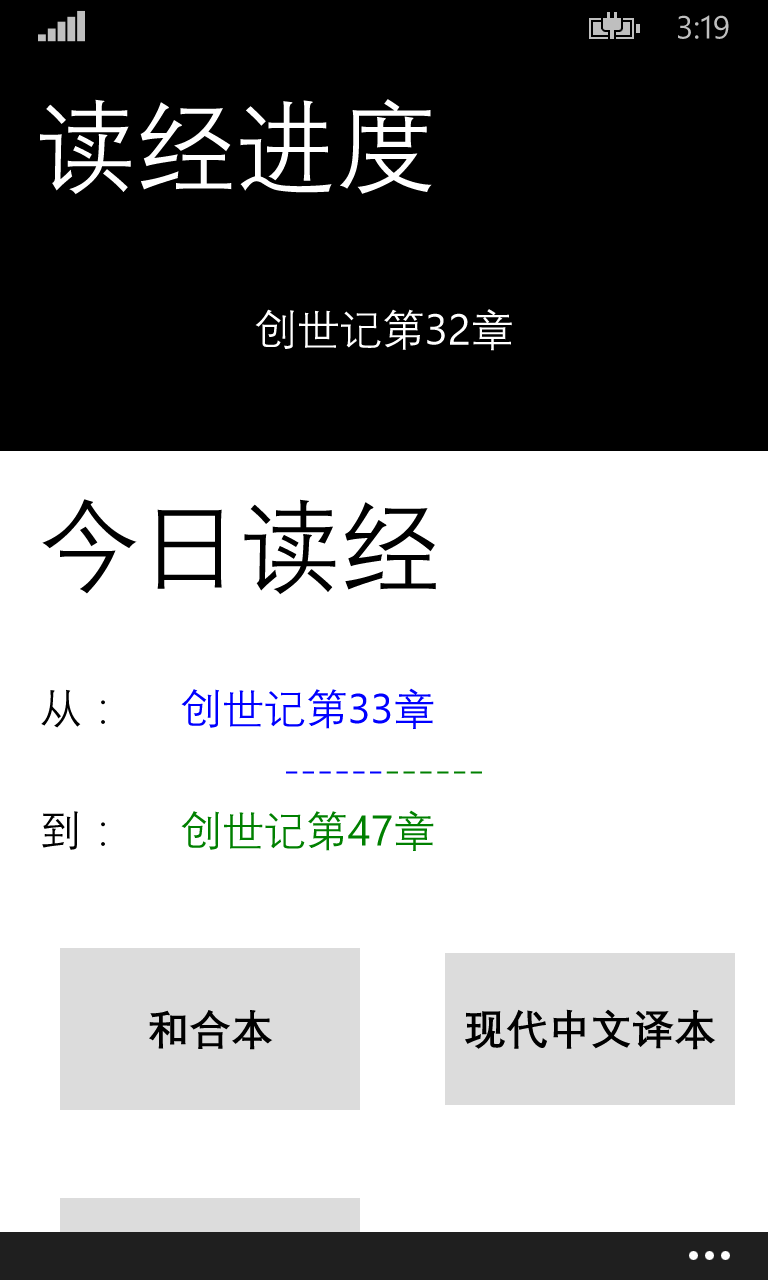 3:19
读经进度
创世记第32章
今日读经
从： 创世记第33章
------------
到： 创世记第47章
和合本 现代中文译本